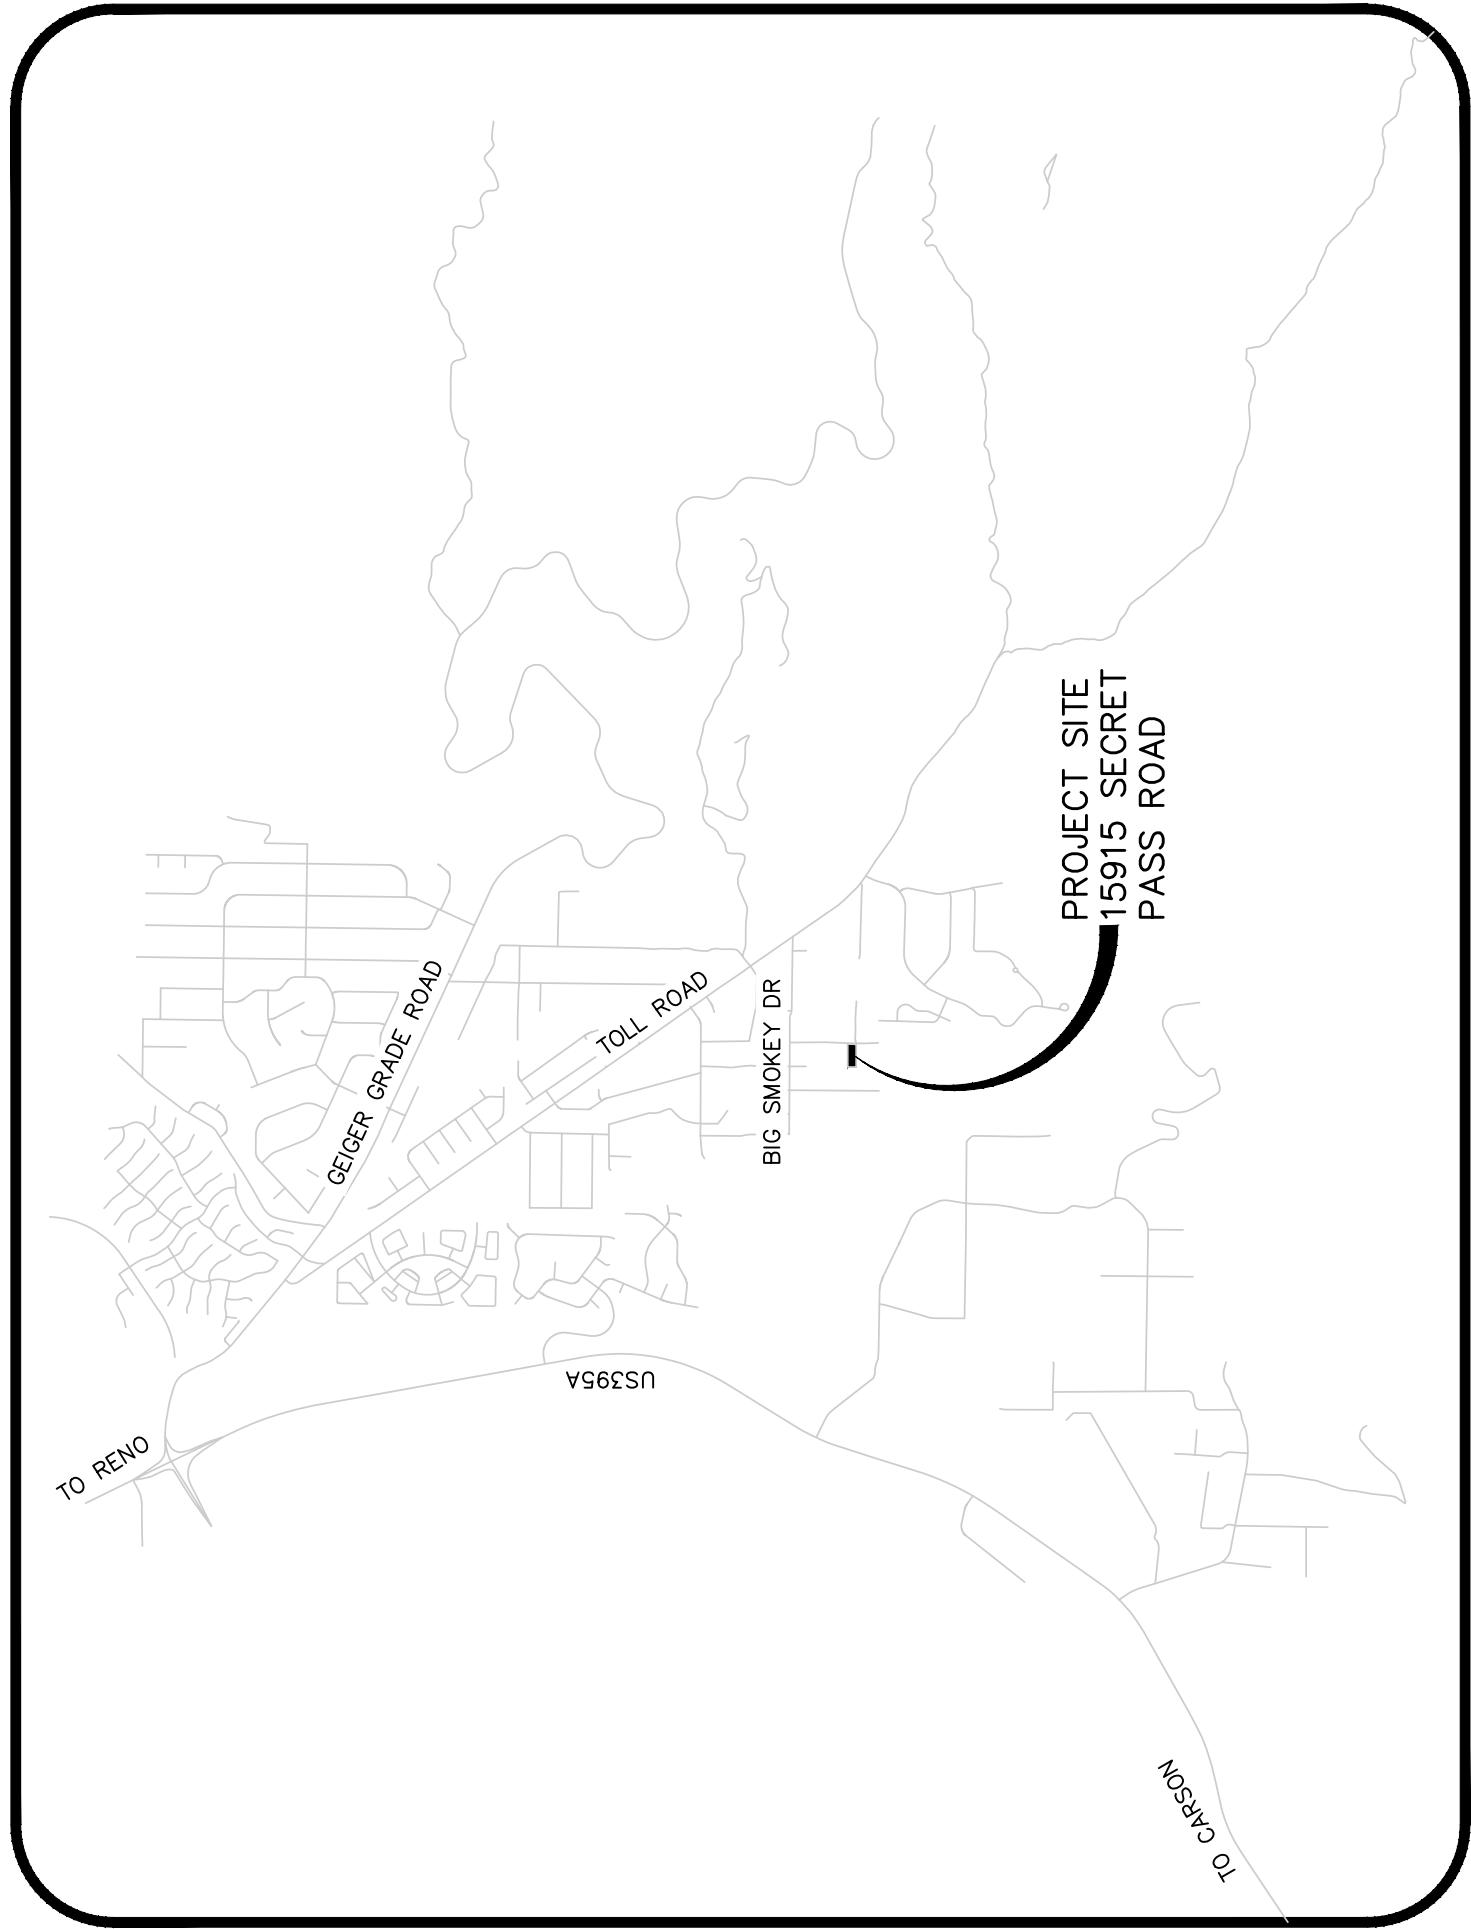 TO RENO
GEIGER GRADE ROAD
TOLL ROAD
BIG SMOKEY DR
US395A
PROJECT SITE
15915 SECRET
PASS ROAD
TO CARSON